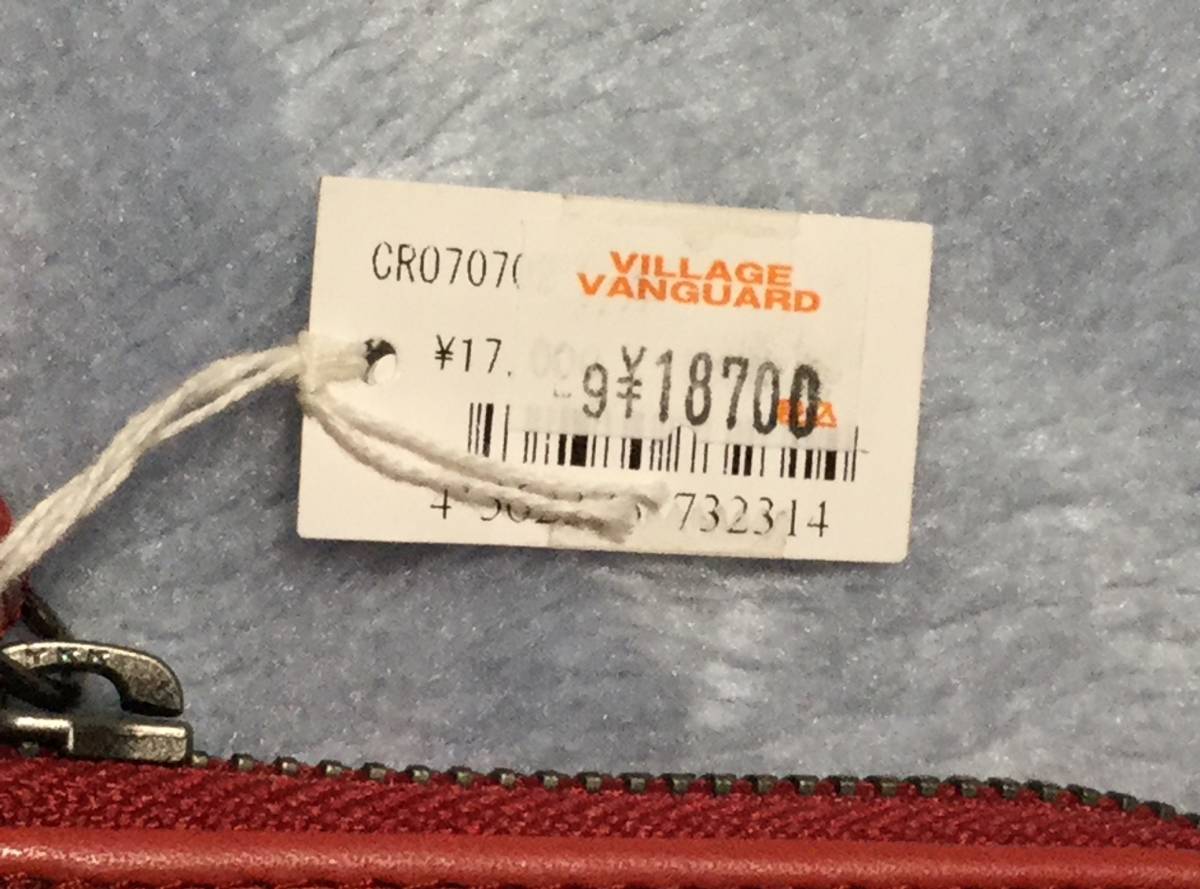 CR0707
VILLAGE
VANGUARD
¥17.
9 ¥18700
732314